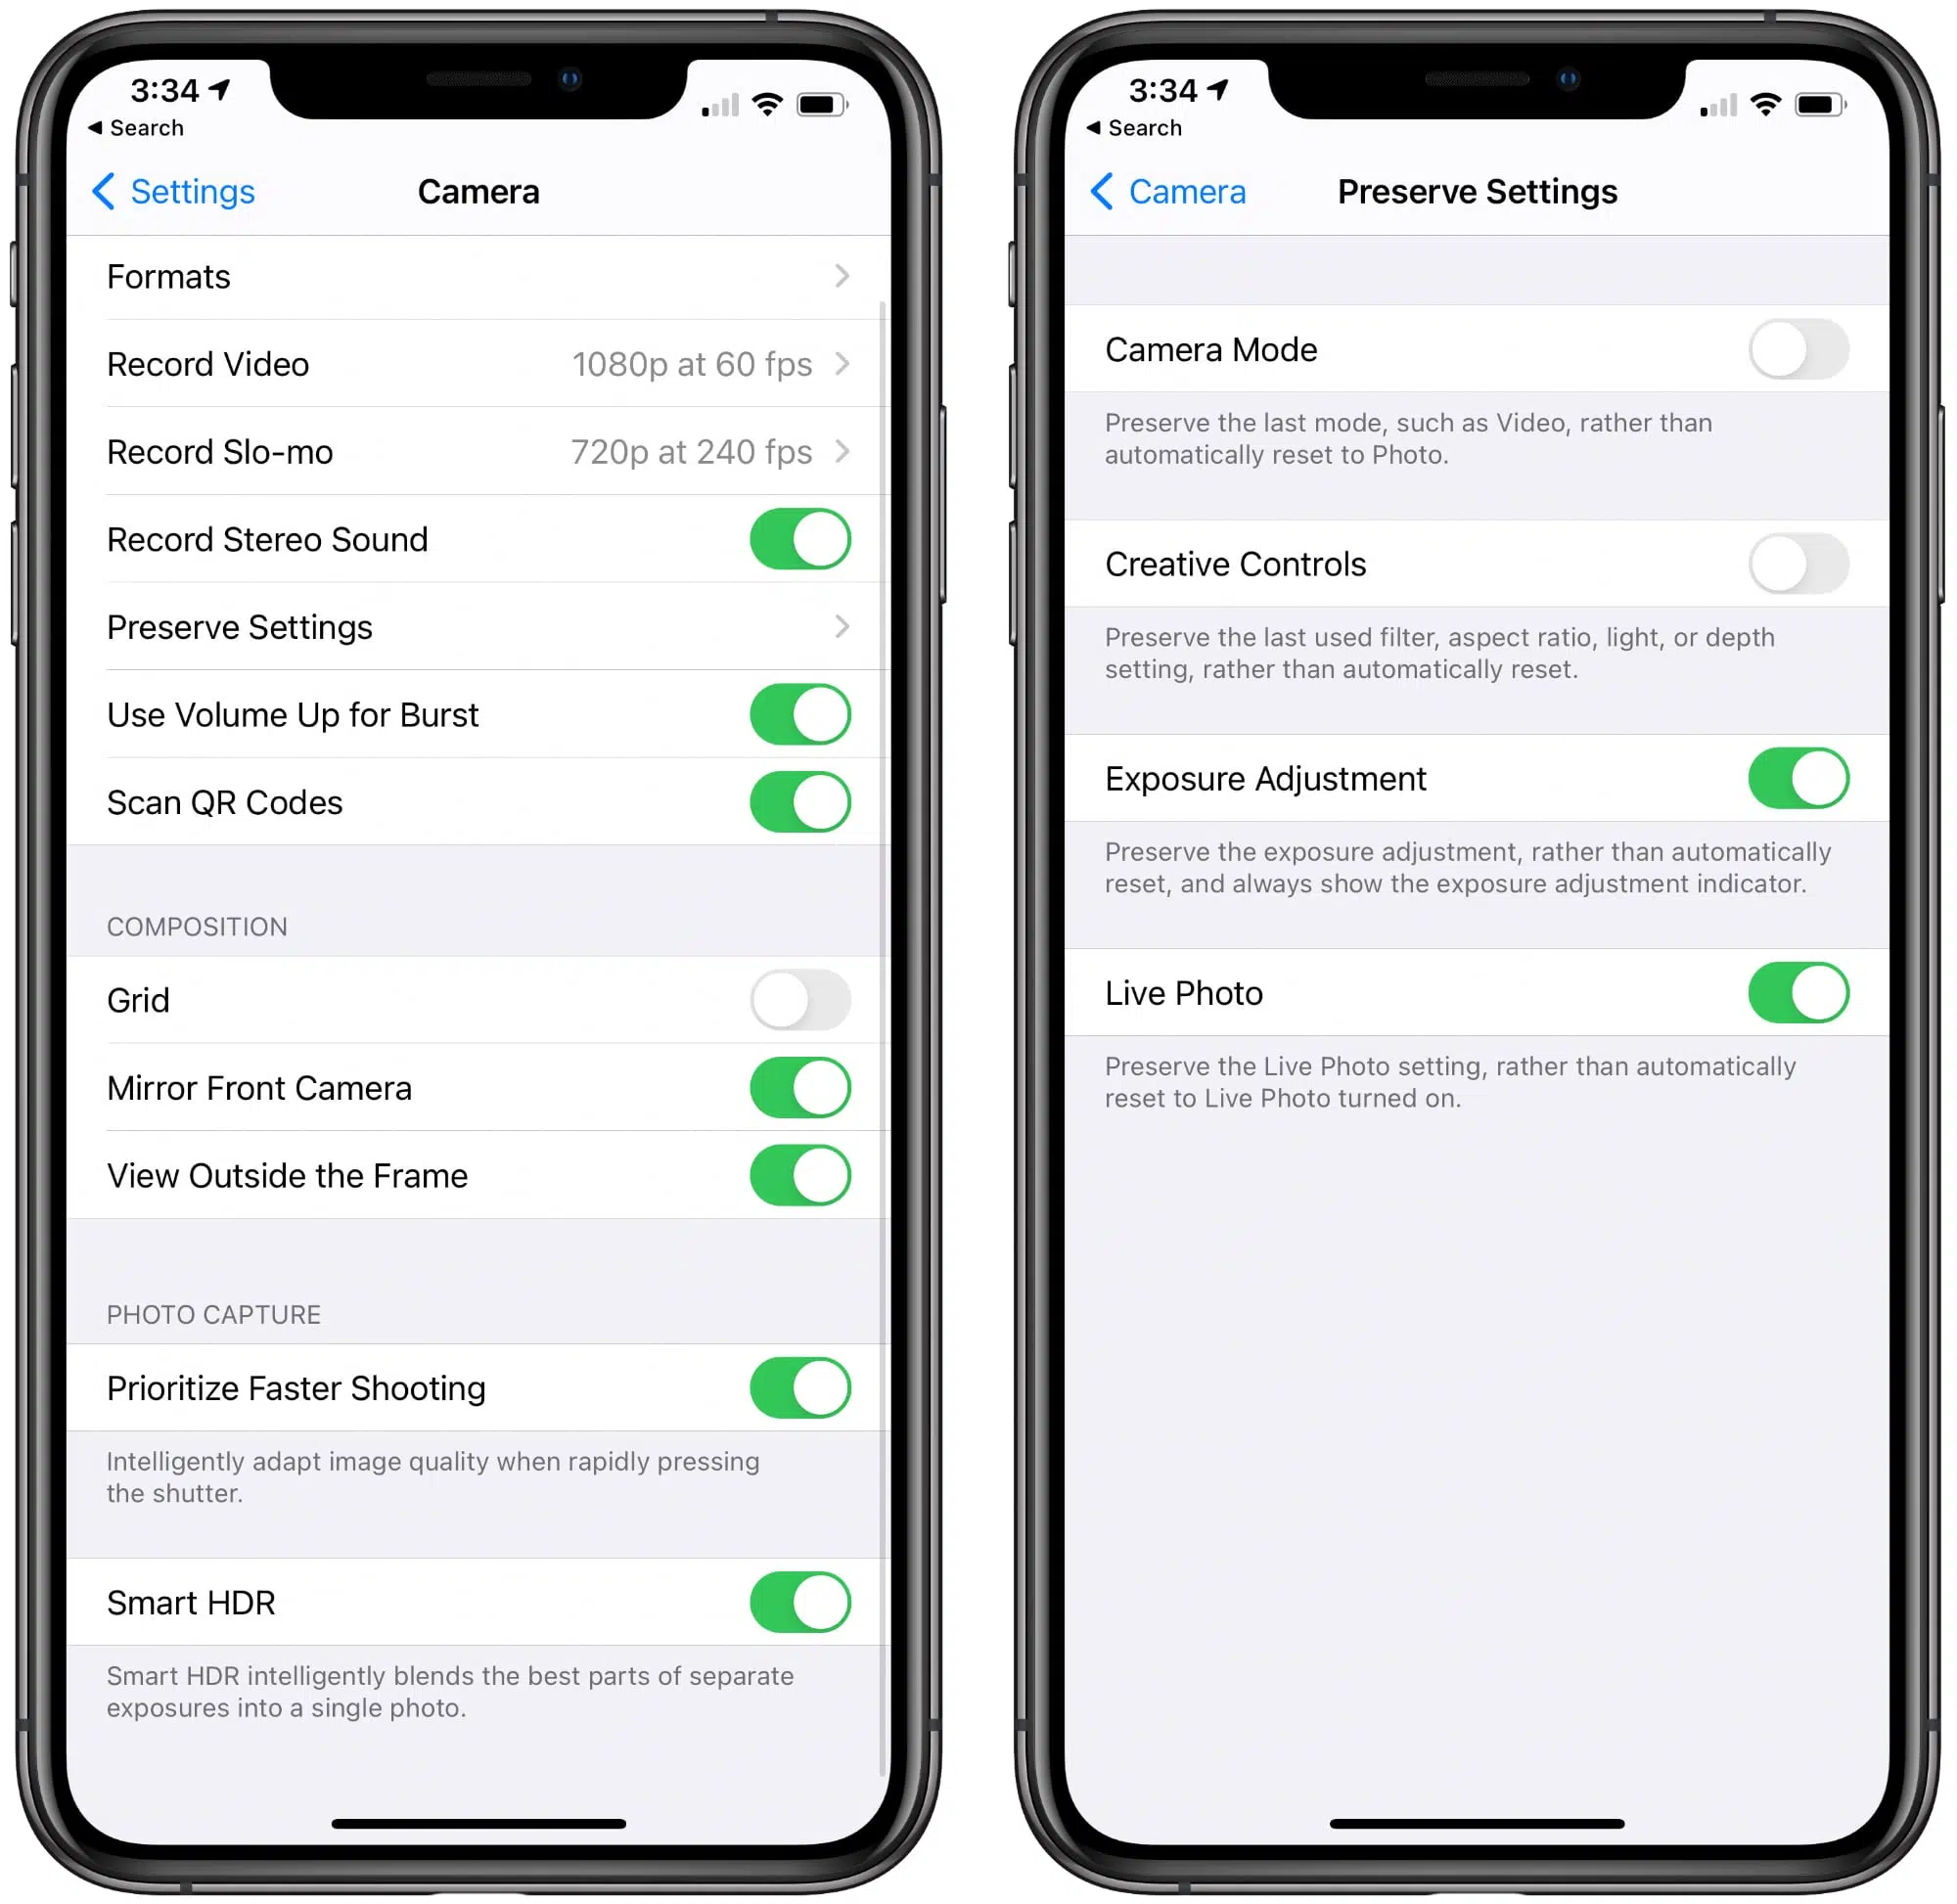 3:34
Search
Settings
Camera
Formats
Record Video
1080p at 60 fps
Record Slo-mo
720p at 240 fps
Record Stereo Sound
Preserve Settings
Use Volume Up for Burst
Scan QR Codes
COMPOSITION
Grid
Mirror Front Camera
View Outside the Frame
PHOTO CAPTURE
Prioritize Faster Shooting
Intelligently adapt image quality when rapidly pressing
the shutter.
Smart HDR
Smart HDR intelligently blends the best parts of separate
exposures into a single photo.
3:34
Search
Camera
Preserve Settings
Camera Mode
Preserve the last mode, such as Video, rather than
automatically reset to Photo.
Creative Controls
Preserve the last used filter, aspect ratio, light, or depth
setting, rather than automatically reset.
Exposure Adjustment
Preserve the exposure adjustment, rather than automatically
reset, and always show the exposure adjustment indicator.
Live Photo
Preserve the Live Photo setting, rather than automatically
reset to Live Photo turned on.